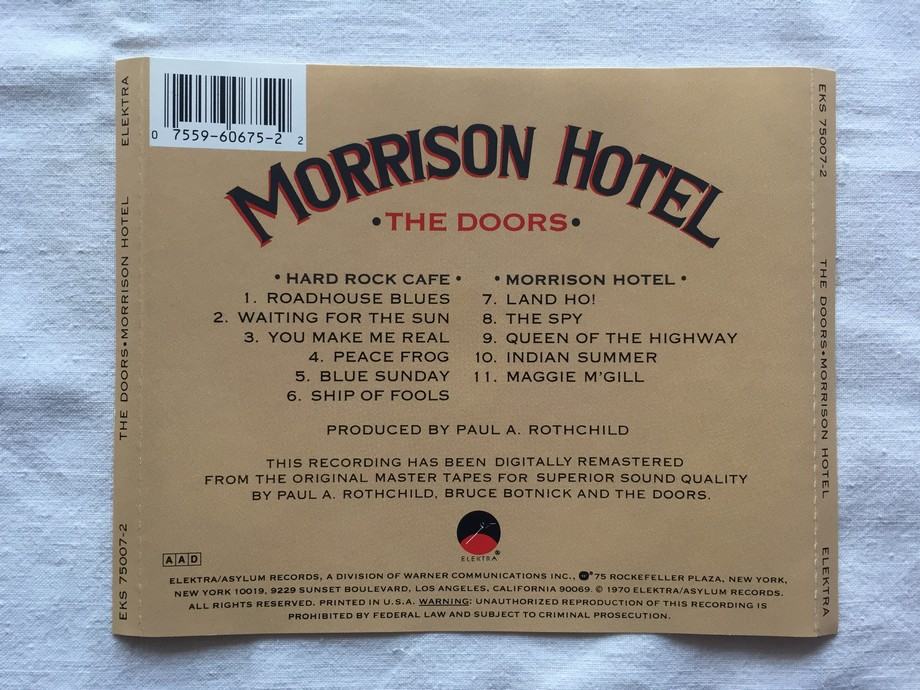 0 7559-60675-2 2
MORRISON HOTEL
•THE DOORS•
• HARD ROCK CAFE •
1. ROADHOUSE BLUES
2. WAITING FOR THE SUN
3. YOU MAKE ME REAL
4. PEACE FROG
5. BLUE SUNDAY
6. SHIP OF FOOLS
• MORRISON HOTEL •
7. LAND HO!
8. THE SPY
9. QUEEN OF THE HIGHWAY
10. INDIAN SUMMER
11. MAGGIE M'GILL
PRODUCED BY PAUL A. ROTHCHILD
THIS RECORDING HAS BEEN DIGITALLY REMASTERED
FROM THE ORIGINAL MASTER TAPES FOR SUPERIOR SOUND QUALITY
BY PAUL A. ROTHCHILD, BRUCE BOTNICK AND THE DOORS.
ELEKTRA®
AAD
ELEKTRA/ASYLUM RECORDS, A DIVISION OF WARNER COMMUNICATIONS INC., 75 ROCKEFELLER PLAZA, NEW YORK,
NEW YORK 10019, 9229 SUNSET BOULEVARD, LOS ANGELES, CALIFORNIA 90069. © 1970 ELEKTRA/ASYLUM RECORDS.
ALL RIGHTS RESERVED. PRINTED IN U.S.A. WARNING: UNAUTHORIZED REPRODUCTION OF THIS RECORDING IS
PROHIBITED BY FEDERAL LAW AND SUBJECT TO CRIMINAL PROSECUTION.
EKS 75007-2 THE DOORS•MORRISON HOTEL ELEKTRA
EKS 75007-2 THE DOORS•MORRISON HOTEL ELEKTRA